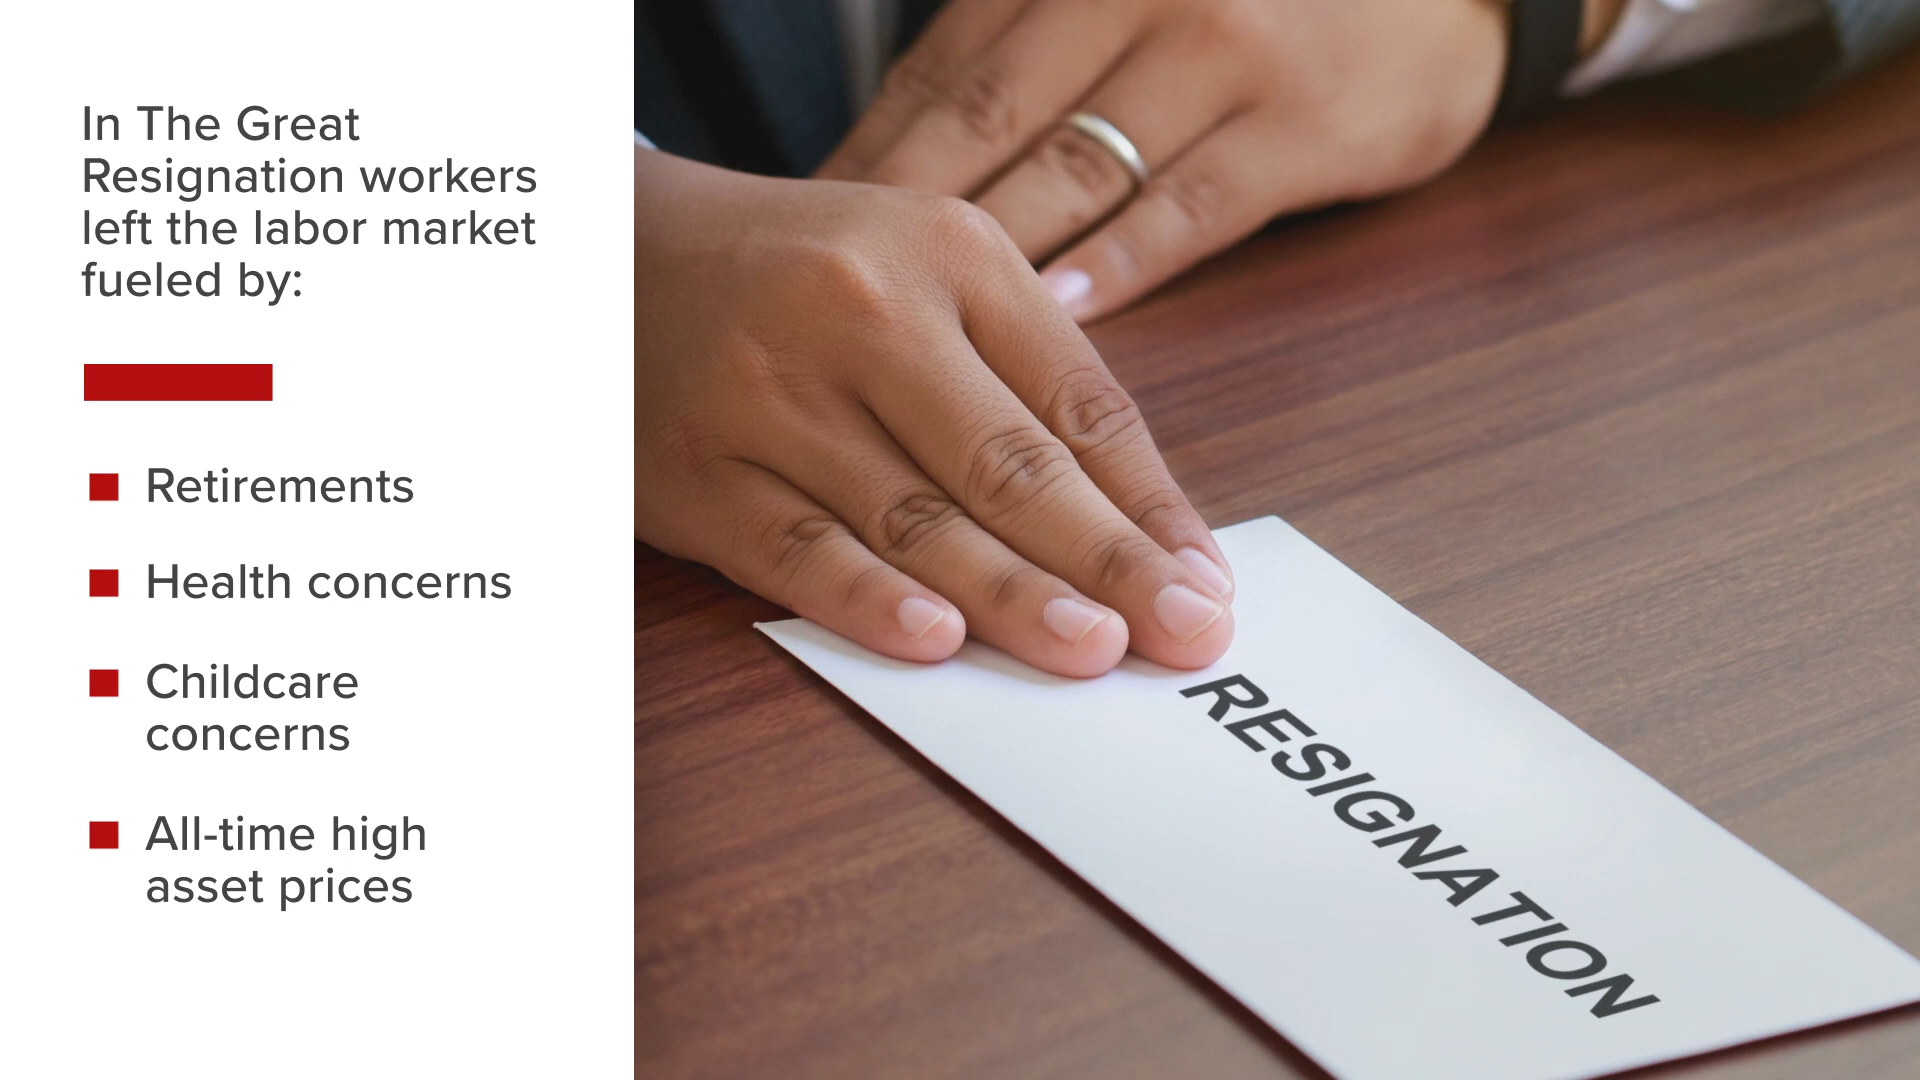 In The Great
Resignation workers
left the labor market
fueled by:
Retirements
Health concerns
Childcare
concerns
All-time high
asset prices
RESIGNATION